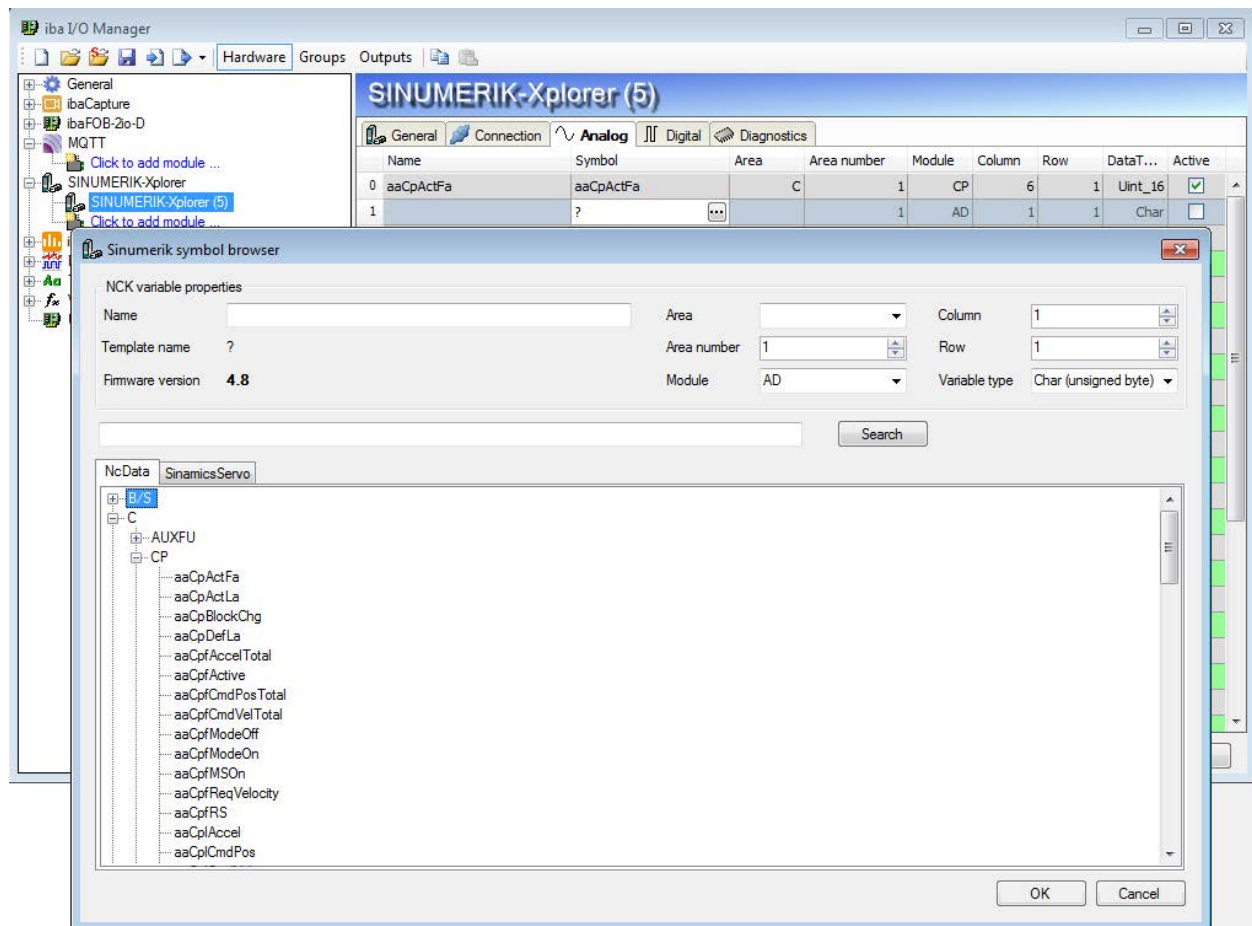 iba I/O Manager
Hardware Groups Outputs
General
ibaCapture
ibaFOB-2io-D
MQTT
Click to add module ...
SINUMERIK-Xplorer
SINUMERIK-Xplorer (5)
Click to add module ...
SINUMERIK-Xplorer (5)
General Connection Analog Digital Diagnostics
Name Symbol Area Area number Module Column Row DataT... Active
0 aaCpActFa aaCpActFa C 1 CP 6 1 Uint_16
1 ? ... 1 AD 1 1 Char
Sinumerik symbol browser
NCK variable properties
Name Area Column 1
Template name ? Area number 1 Row 1
Firmware version 4.8 Module AD Variable type Char (unsigned byte)
Search
NcData SinamicsServo
B/S
C
AUXFU
CP
aaCpActFa
aaCpActLa
aaCpBlockChg
aaCpDefLa
aaCpfAccelTotal
aaCpfActive
aaCpfCmdPosTotal
aaCpfCmdVelTotal
aaCpfModeOff
aaCpfModeOn
aaCpfMSOn
aaCpfReqVelocity
aaCpfRS
aaCplAccel
aaCplCmdPos
OK Cancel